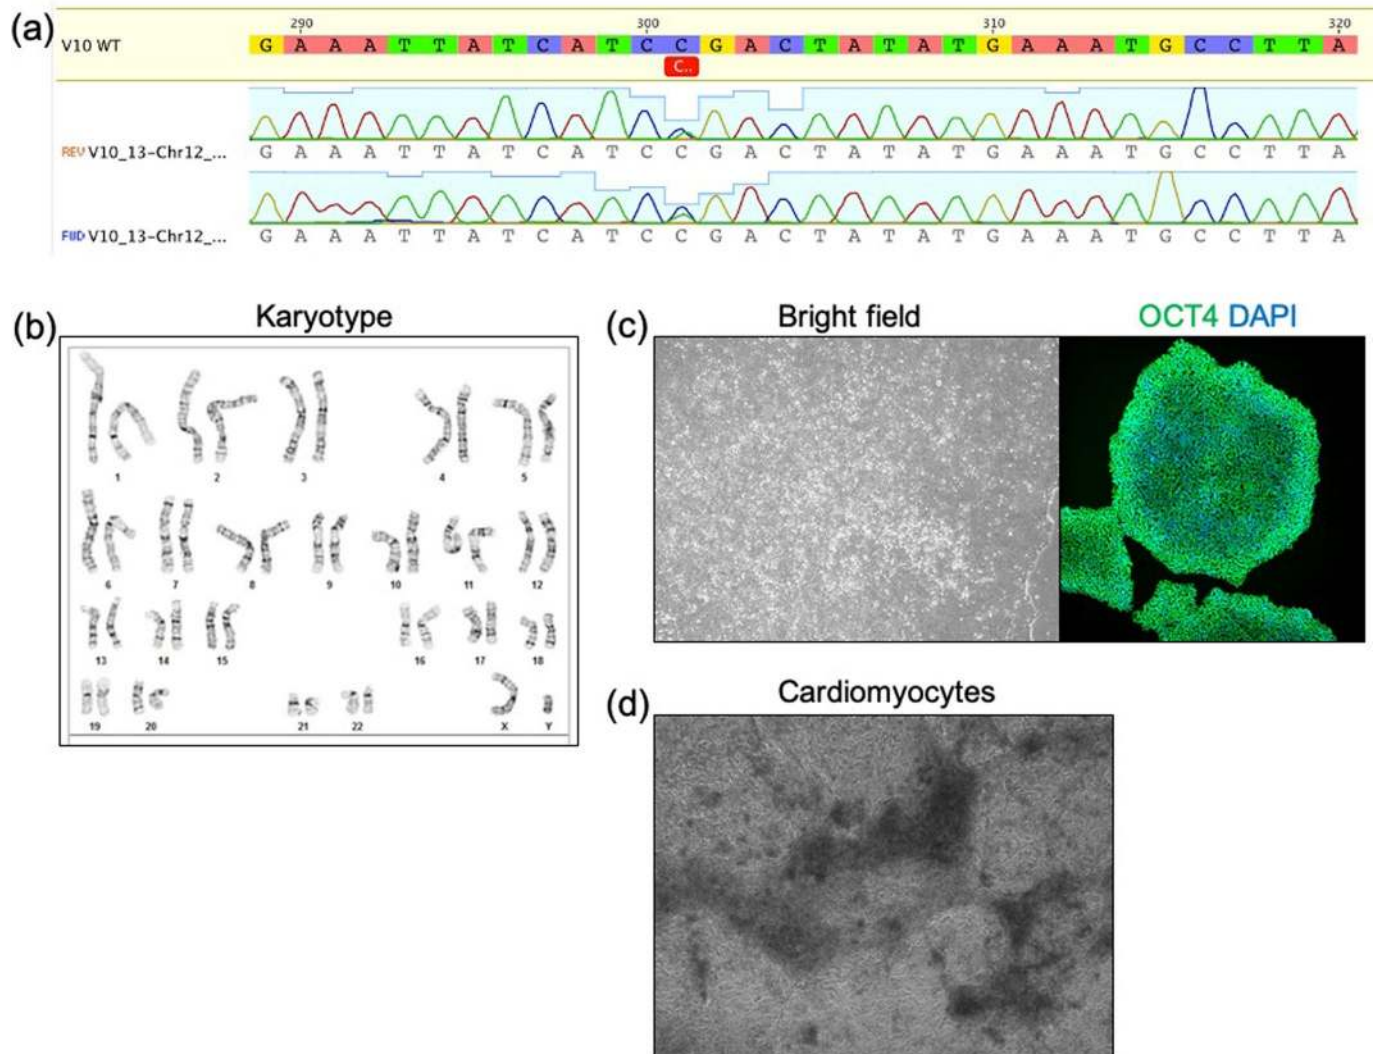 (a)
290 300 310 320
V10 WT G A A A T T A T C A T C C G A C T A T A T G A A A T G C C T T A
C..
REV V10_13-Chr12_... G A A A T T A T C A T C C G A C T A T A T G A A A T G C C T T A
FWD V10_13-Chr12_... G A A A T T A T C A T C C G A C T A T A T G A A A T G C C T T A
(b) Karyotype
1 2 3 4 5
6 7 8 9 10 11 12
13 14 15 16 17 18
19 20 21 22 X Y
(c) Bright field OCT4 DAPI
(d) Cardiomyocytes